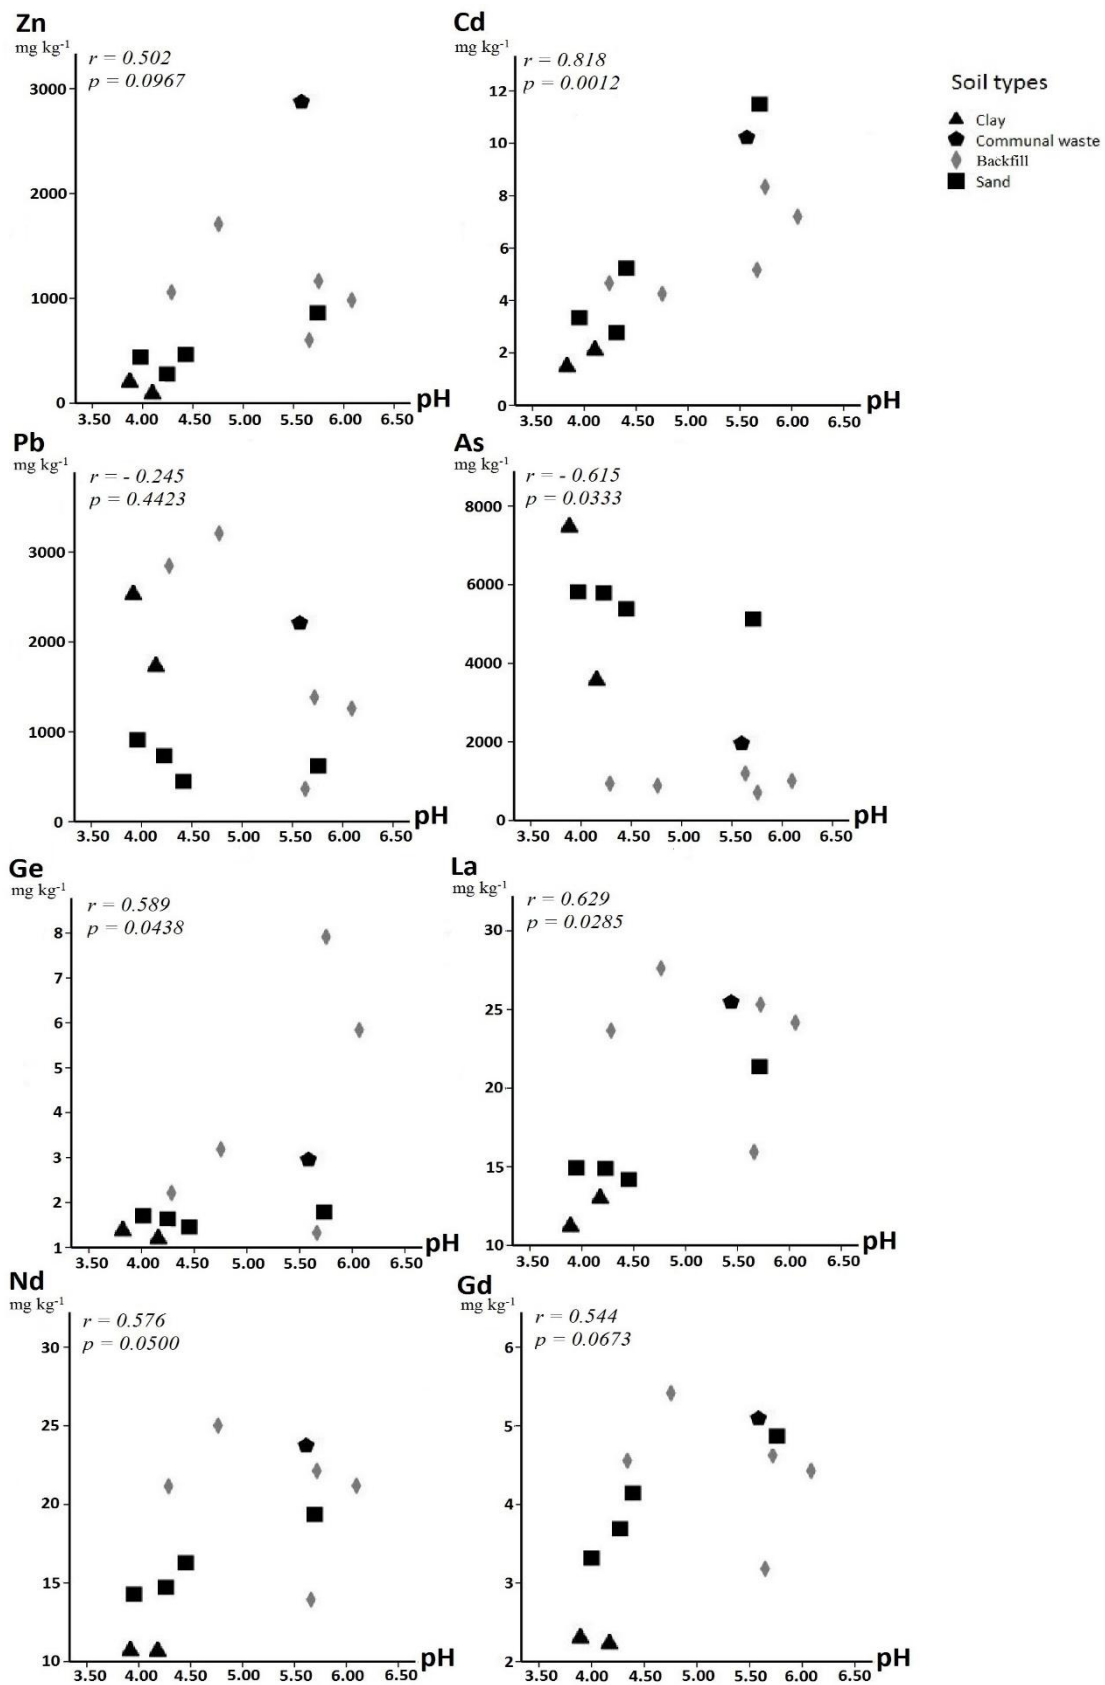 Zn
mg kg-1
r = 0.502
p = 0.0967
3000
2000
1000
0
3.50 4.00 4.50 5.00 5.50 6.00 6.50
pH
Cd
mg kg-1
r = 0.818
p = 0.0012
12
10
8
6
4
2
0
3.50 4.00 4.50 5.00 5.50 6.00 6.50
pH
Soil types
Clay
Communal waste
Backfill
Sand
Pb
mg kg-1
r = - 0.245
p = 0.4423
3000
2000
1000
0
3.50 4.00 4.50 5.00 5.50 6.00 6.50
pH
As
mg kg-1
r = - 0.615
p = 0.0333
8000
6000
4000
2000
0
3.50 4.00 4.50 5.00 5.50 6.00 6.50
pH
Ge
mg kg-1
r = 0.589
p = 0.0438
8
7
6
5
4
3
2
1
3.50 4.00 4.50 5.00 5.50 6.00 6.50
pH
La
mg kg-1
r = 0.629
p = 0.0285
30
25
20
15
10
3.50 4.00 4.50 5.00 5.50 6.00 6.50
pH
Nd
mg kg-1
r = 0.576
p = 0.0500
30
25
20
15
10
3.50 4.00 4.50 5.00 5.50 6.00 6.50
pH
Gd
mg kg-1
r = 0.544
p = 0.0673
6
5
4
3
2
3.50 4.00 4.50 5.00 5.50 6.00 6.50
pH